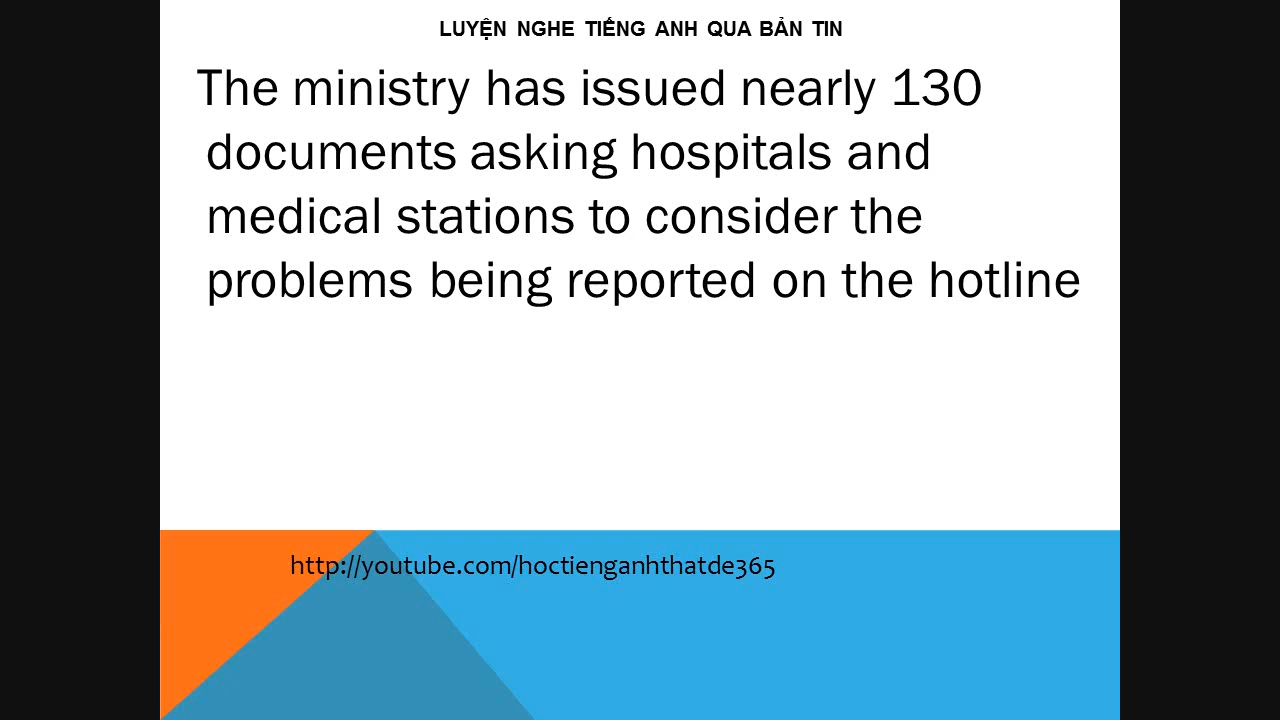 LUYỆN NGHE TIẾNG ANH QUA BẢN TIN
The ministry has issued nearly 130
documents asking hospitals and
medical stations to consider the
problems being reported on the hotline
http://youtube.com/hoctienganhthatde365